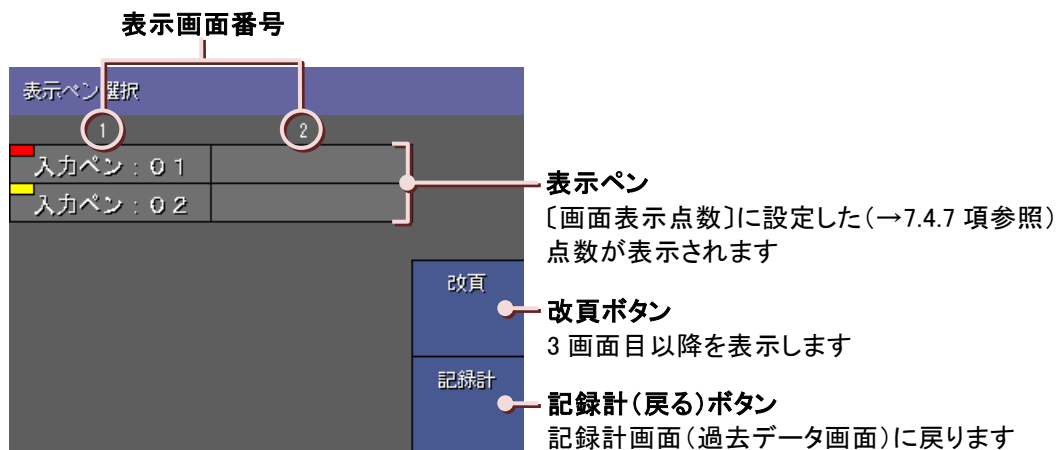 表示画面番号
表示ペン選択
1 2
入力ペン：01
入力ペン：02
表示ペン
〔画面表示点数〕に設定した（→7.4.7 項参照）
点数が表示されます
改頁
改頁ボタン
3 画面目以降を表示します
記録計
記録計（戻る）ボタン
記録計画面（過去データ画面）に戻ります